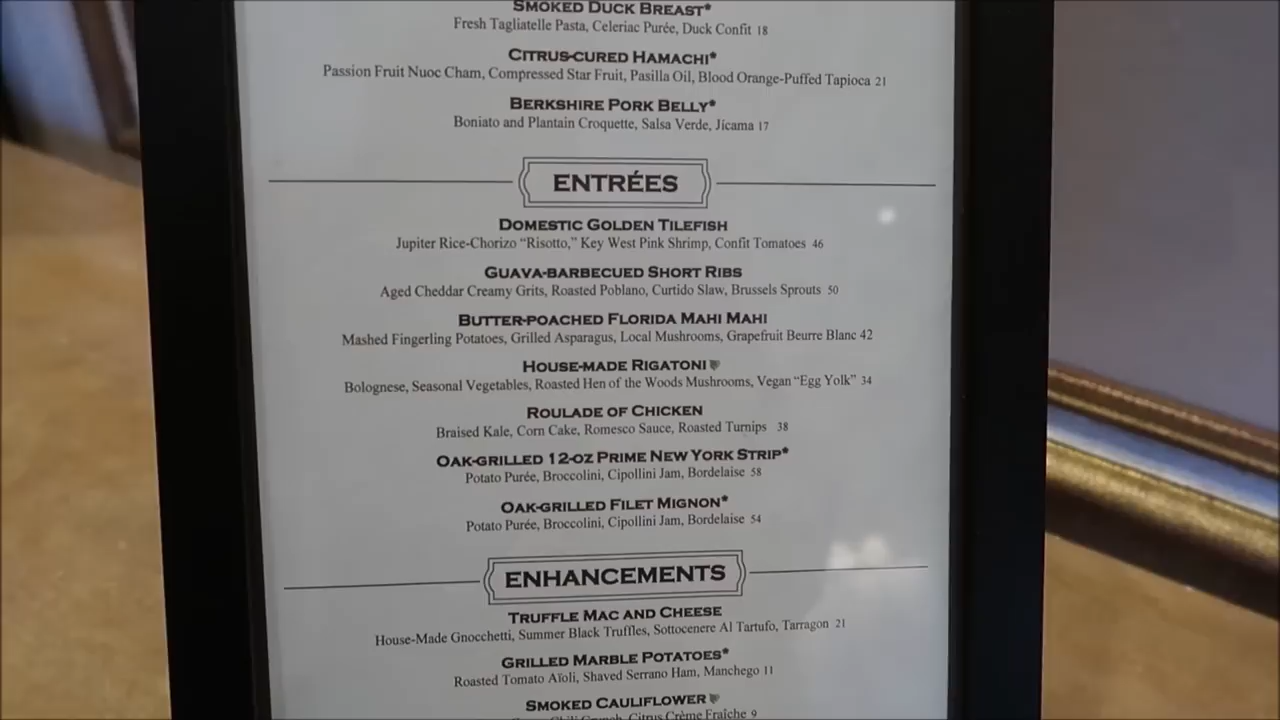 SMOKED DUCK BREAST*
Fresh Tagliatelle Pasta, Celeriac Purée, Duck Confit 18
CITRUS-CURED HAMACHI*
Passion Fruit Nuoc Cham, Compressed Star Fruit, Pasilla Oil, Blood Orange-Puffed Tapioca 21
BERKSHIRE PORK BELLY*
Boniato and Plantain Croquette, Salsa Verde, Jicama 17
ENTRÉES
DOMESTIC GOLDEN TILEFISH
Jupiter Rice-Chorizo “Risotto,” Key West Pink Shrimp, Confit Tomatoes 46
GUAVA-BARBECUED SHORT RIBS
Aged Cheddar Creamy Grits, Roasted Poblano, Curtido Slaw, Brussels Sprouts 50
BUTTER-POACHED FLORIDA MAHI MAHI
Mashed Fingerling Potatoes, Grilled Asparagus, Local Mushrooms, Grapefruit Beurre Blanc 42
HOUSE-MADE RIGATONI
Bolognese, Seasonal Vegetables, Roasted Hen of the Woods Mushrooms, Vegan “Egg Yolk” 34
ROULADE OF CHICKEN
Braised Kale, Corn Cake, Romesco Sauce, Roasted Turnips 38
OAK-GRILLED 12-OZ PRIME NEW YORK STRIP*
Potato Purée, Broccolini, Cipollini Jam, Bordelaise 58
OAK-GRILLED FILET MIGNON*
Potato Purée, Broccolini, Cipollini Jam, Bordelaise 54
ENHANCEMENTS
TRUFFLE MAC AND CHEESE
House-Made Gnocchetti, Summer Black Truffles, Sottocenere Al Tartufo, Tarragon 21
GRILLED MARBLE POTATOES*
Roasted Tomato Aïoli, Shaved Serrano Ham, Manchego 11
SMOKED CAULIFLOWER
Citrus Crème Fraîche 9